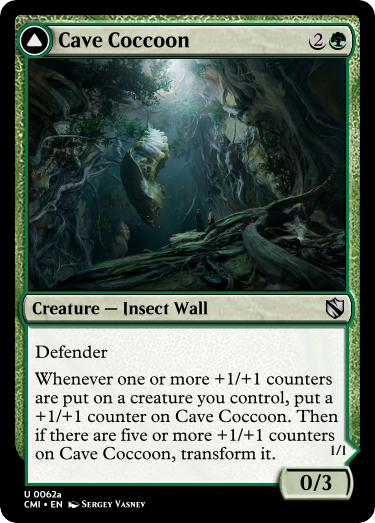 Cave Coccoon 2
Creature — Insect Wall
Defender
Whenever one or more +1/+1 counters
are put on a creature you control, put a
+1/+1 counter on Cave Coccoon. Then
if there are five or more +1/+1 counters
on Cave Coccoon, transform it.
1/1
0/3
U 0062a
CMI • EN Sergey Vasnev